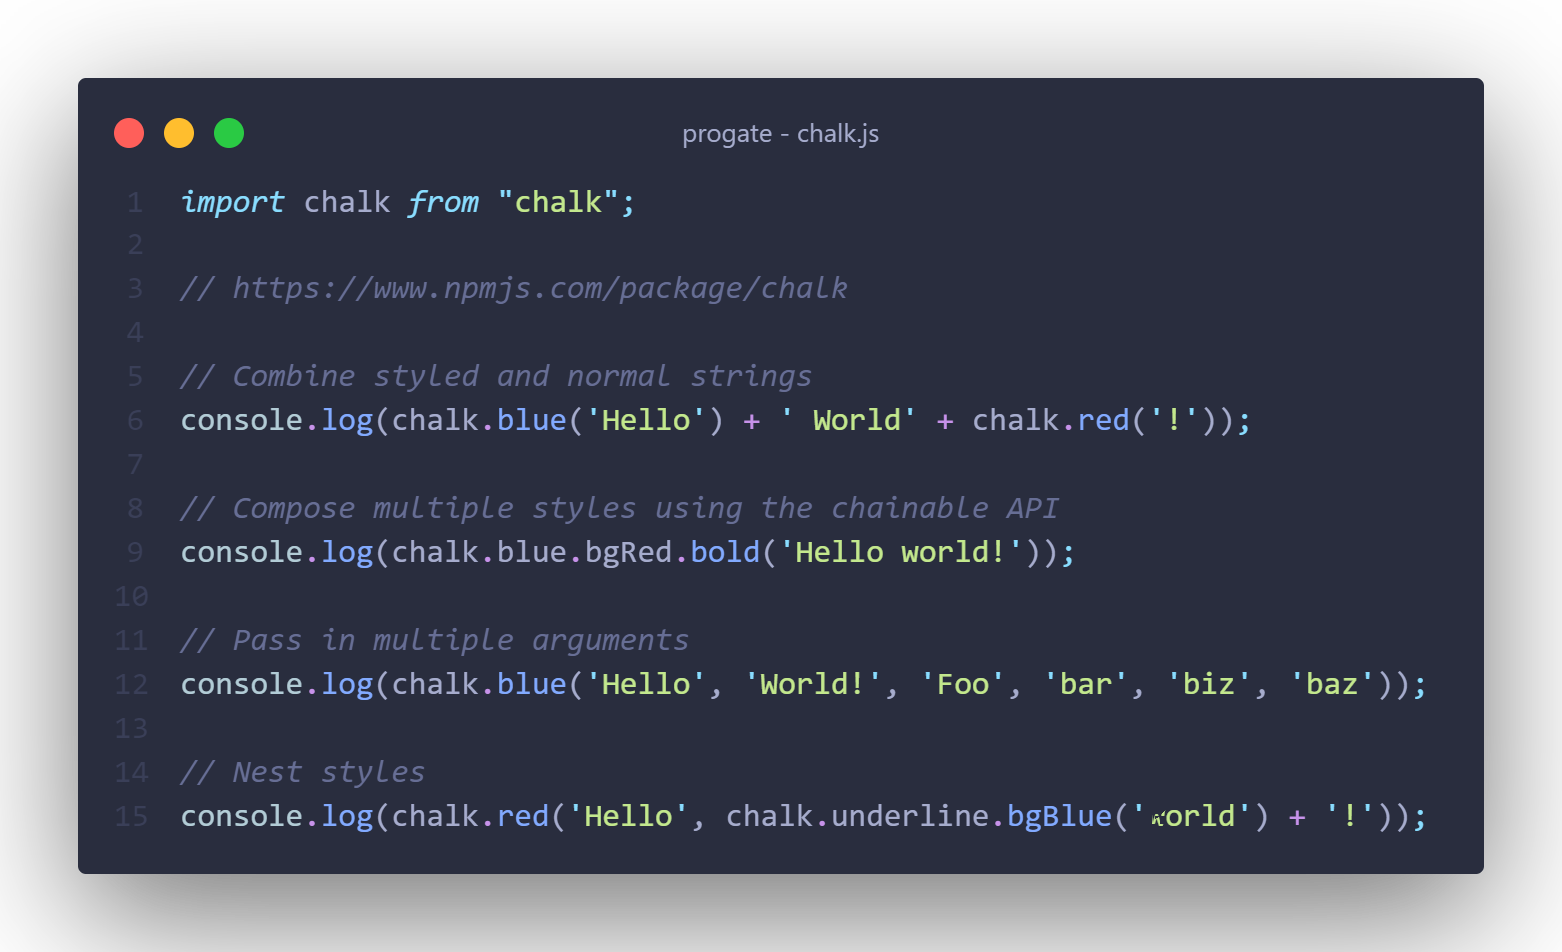 progate - chalk.js
1 import chalk from "chalk";
2
3 // https://www.npmjs.com/package/chalk
4
5 // Combine styled and normal strings
6 console.log(chalk.blue('Hello') + ' World' + chalk.red('!'));
7
8 // Compose multiple styles using the chainable API
9 console.log(chalk.blue.bgRed.bold('Hello world!'));
10
11 // Pass in multiple arguments
12 console.log(chalk.blue('Hello', 'World!', 'Foo', 'bar', 'biz', 'baz'));
13
14 // Nest styles
15 console.log(chalk.red('Hello', chalk.underline.bgBlue('world') + '!'));